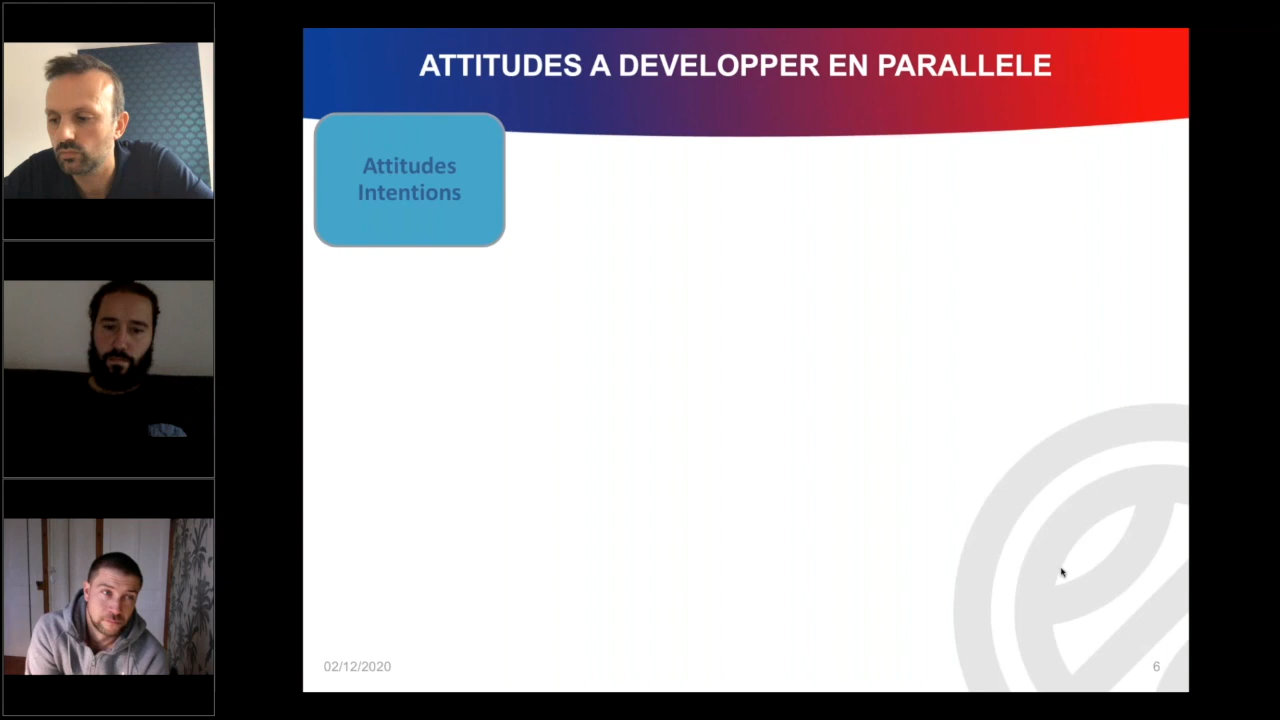 ATTITUDES A DEVELOPPER EN PARALLELE
Attitudes
Intentions
02/12/2020
6